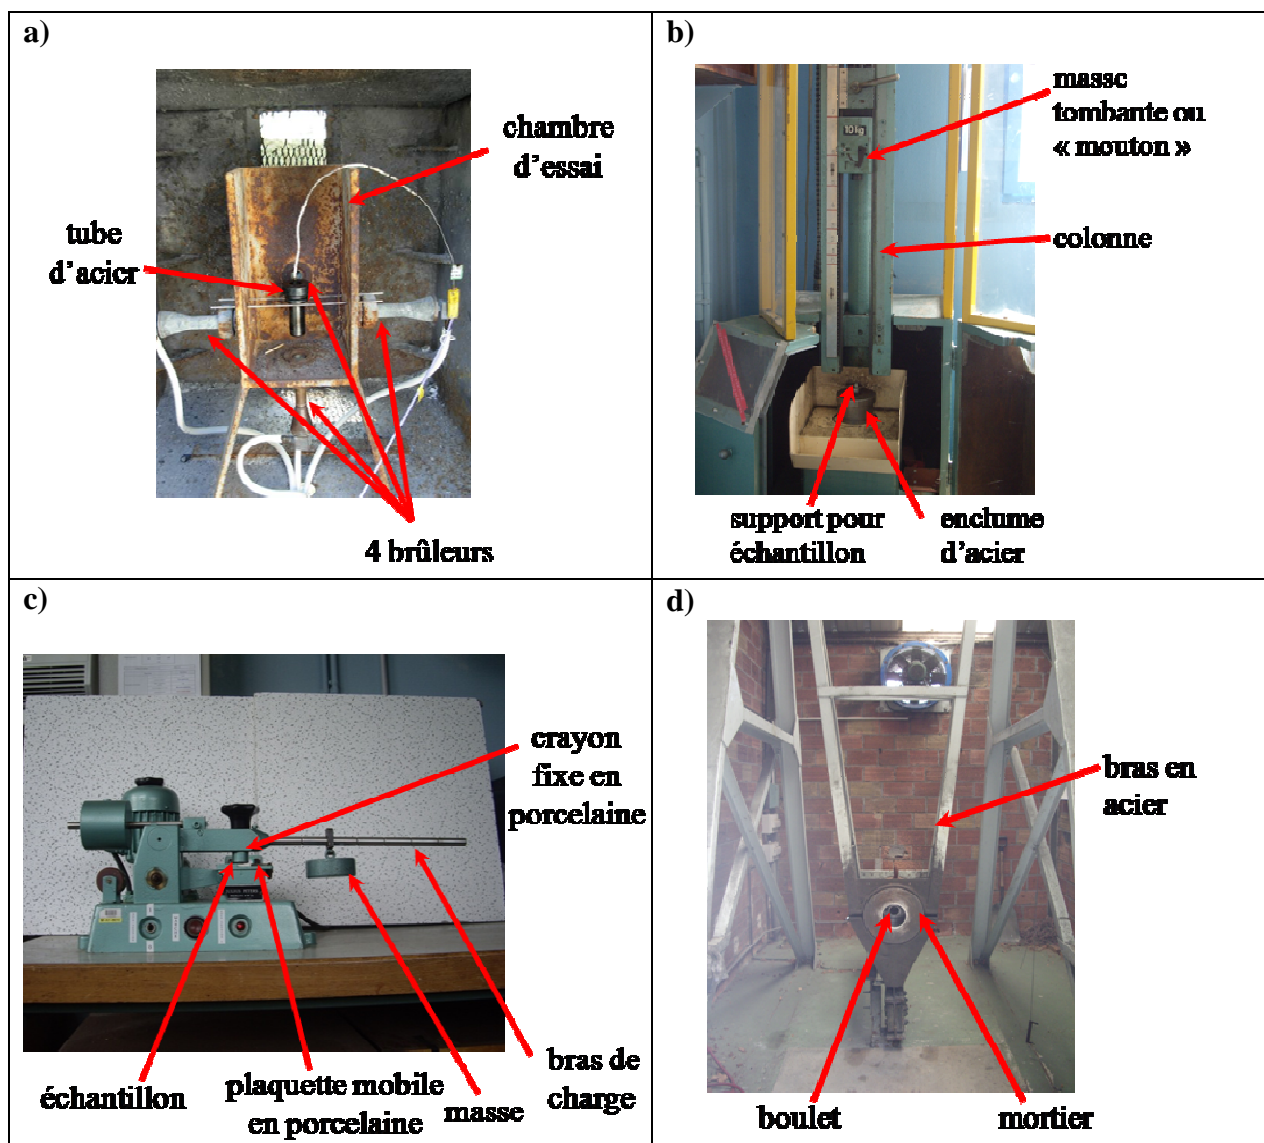 a)
chambre
d'essai
tube
d'acier
4 brûleurs
b)
masse
tombante ou
« mouton »
10kg
colonne
support pour
échantillon
enclume
d'acier
c)
crayon
fixe en
porcelaine
échantillon
plaquette mobile
en porcelaine
masse
bras de
charge
d)
bras en
acier
boulet
mortier